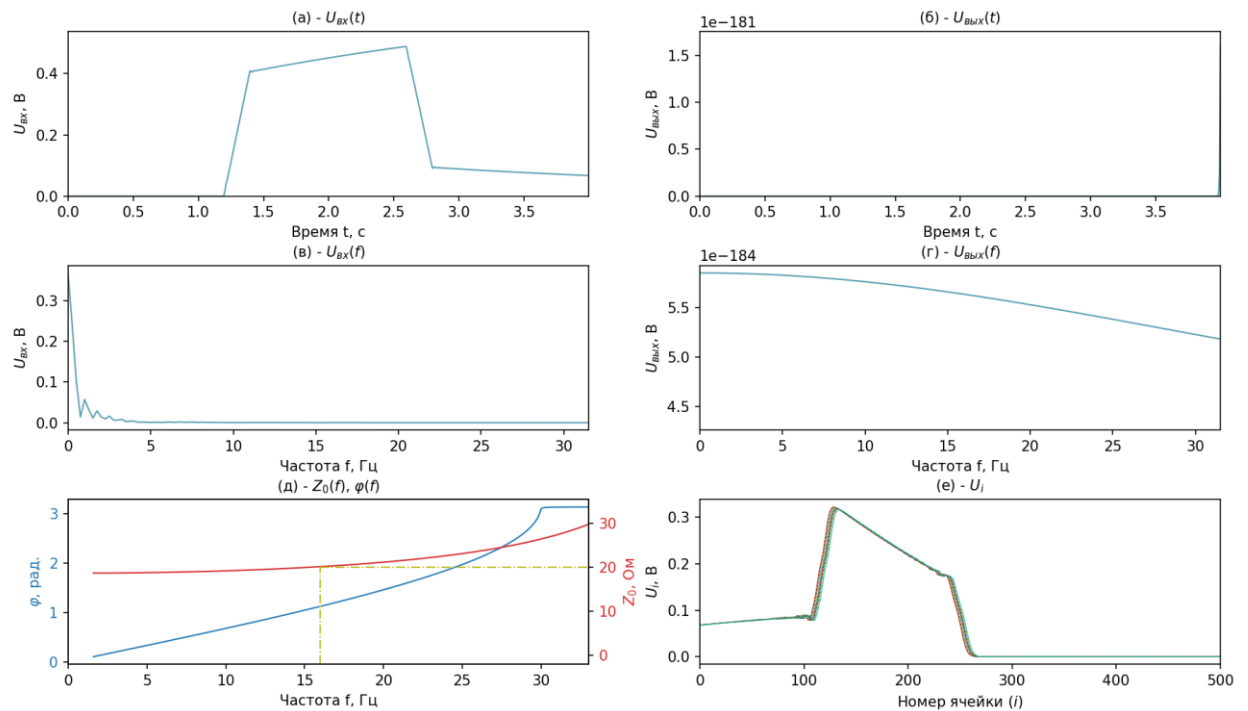 (а) - Uвх(t)
Uвх, В
0.4
0.2
0.0
0.0 0.5 1.0 1.5 2.0 2.5 3.0 3.5
Время t, с
(б) - Uвых(t)
1e−181
Uвых, В
1.5
1.0
0.5
0.0
0.0 0.5 1.0 1.5 2.0 2.5 3.0 3.5
Время t, с
(в) - Uвх(f)
Uвх, В
0.3
0.2
0.1
0.0
0 5 10 15 20 25 30
Частота f, Гц
(г) - Uвых(f)
1e−184
Uвых, В
5.5
5.0
4.5
0 5 10 15 20 25 30
Частота f, Гц
(д) - Z0(f), φ(f)
φ, рад.
3
2
1
0
30
20
10
0
Z0, Ом
0 5 10 15 20 25 30
Частота f, Гц
(е) - Ui
Ui, В
0.3
0.2
0.1
0.0
0 100 200 300 400 500
Номер ячейки (i)